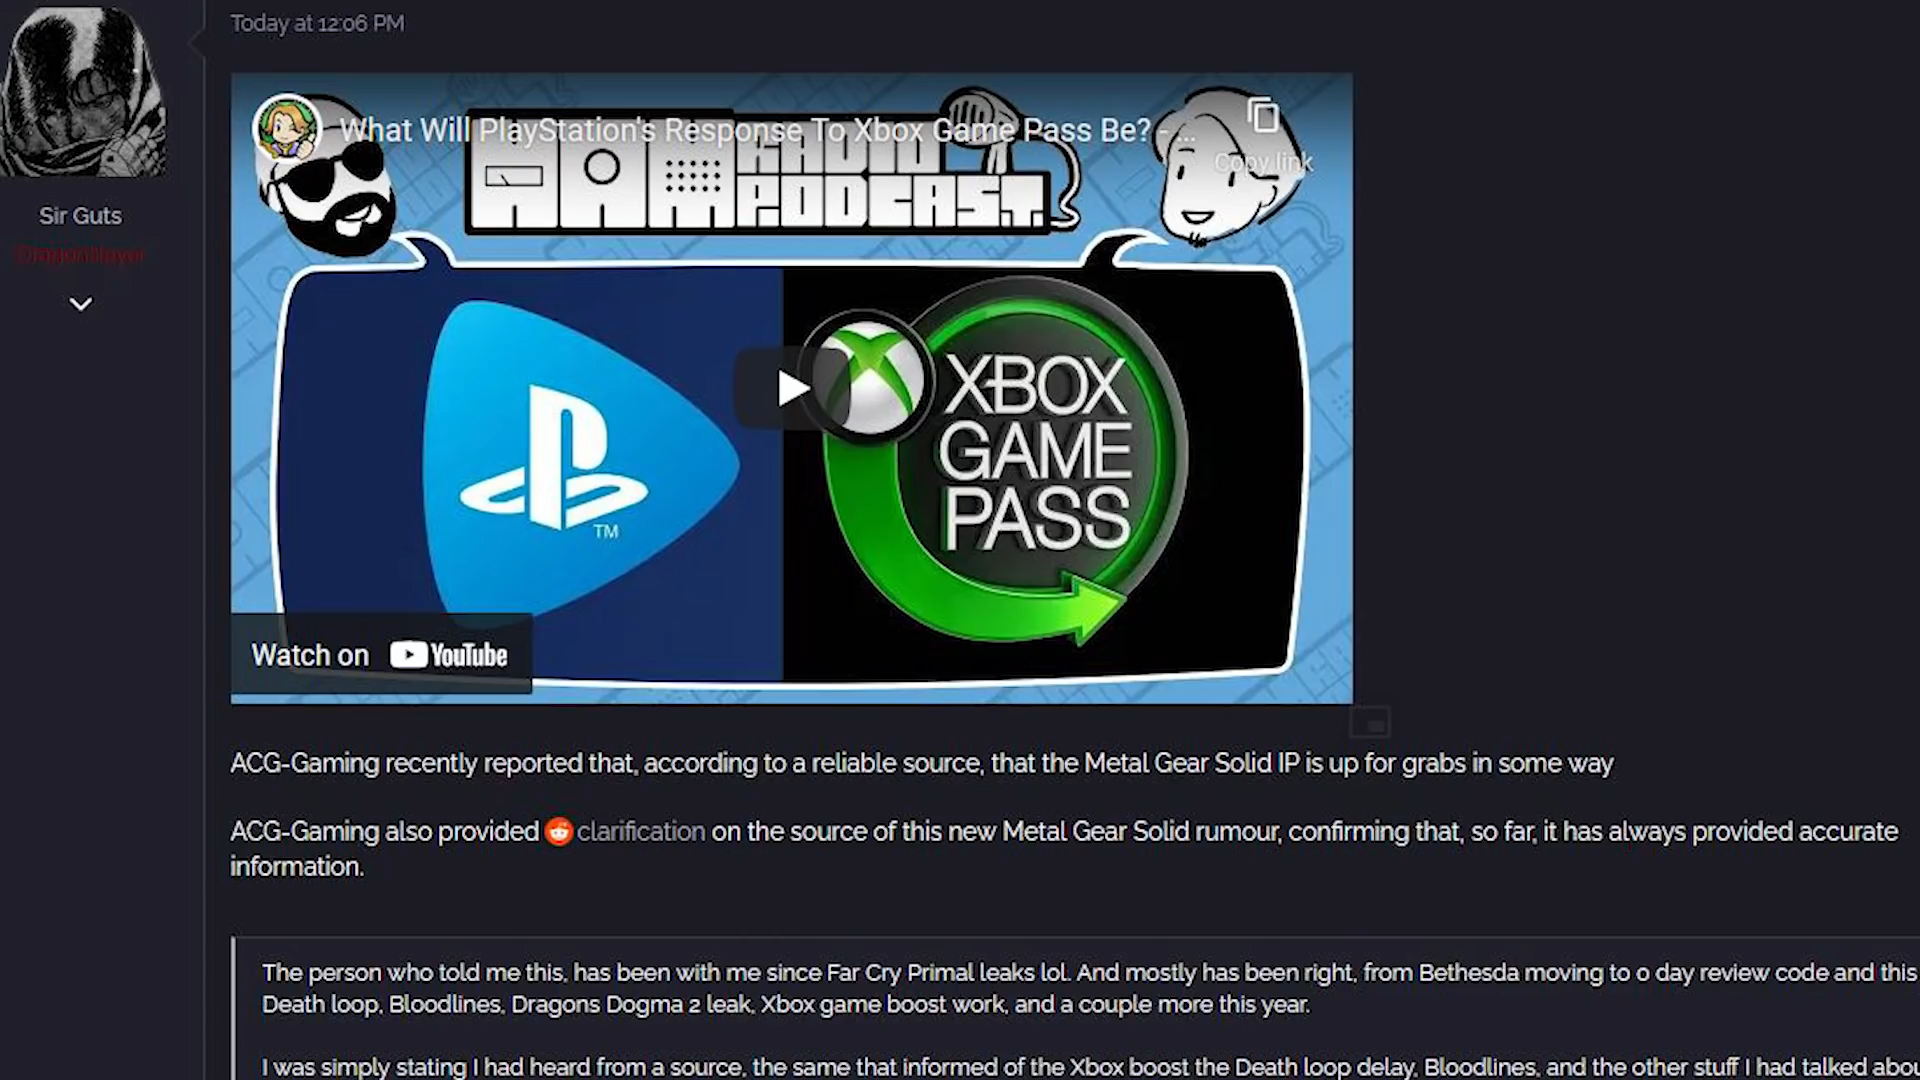 Today at 12:06 PM
What Will PlayStation's Response To Xbox Game Pass Be? - ...
Copy link
RADIO
PODCAST
Sir Guts
DragonSlayer
XBOX
GAME
PASS
TM
Watch on YouTube
ACG-Gaming recently reported that, according to a reliable source, that the Metal Gear Solid IP is up for grabs in some way
ACG-Gaming also provided clarification on the source of this new Metal Gear Solid rumour, confirming that, so far, it has always provided accurate
information.
The person who told me this, has been with me since Far Cry Primal leaks lol. And mostly has been right, from Bethesda moving to 0 day review code and this
Death loop, Bloodlines, Dragons Dogma 2 leak, Xbox game boost work, and a couple more this year.
I was simply stating I had heard from a source, the same that informed of the Xbox boost the Death loop delay, Bloodlines, and the other stuff I had talked abou